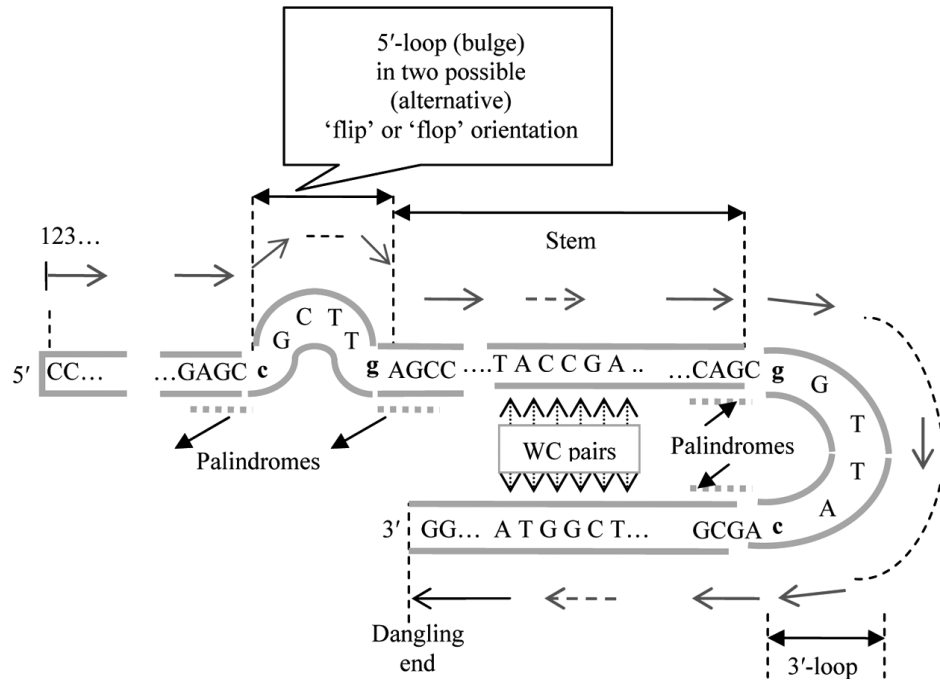 5′-loop (bulge)
in two possible
(alternative)
‘flip’ or ‘flop’ orientation
123…
Stem
5′ CC… …GAGC c G C T T g AGCC ….T A C C G A .. …CAGC g G T T A c
Palindromes
WC pairs
Palindromes
3′ GG… A T G G C T… GCGA
Dangling
end
3′-loop